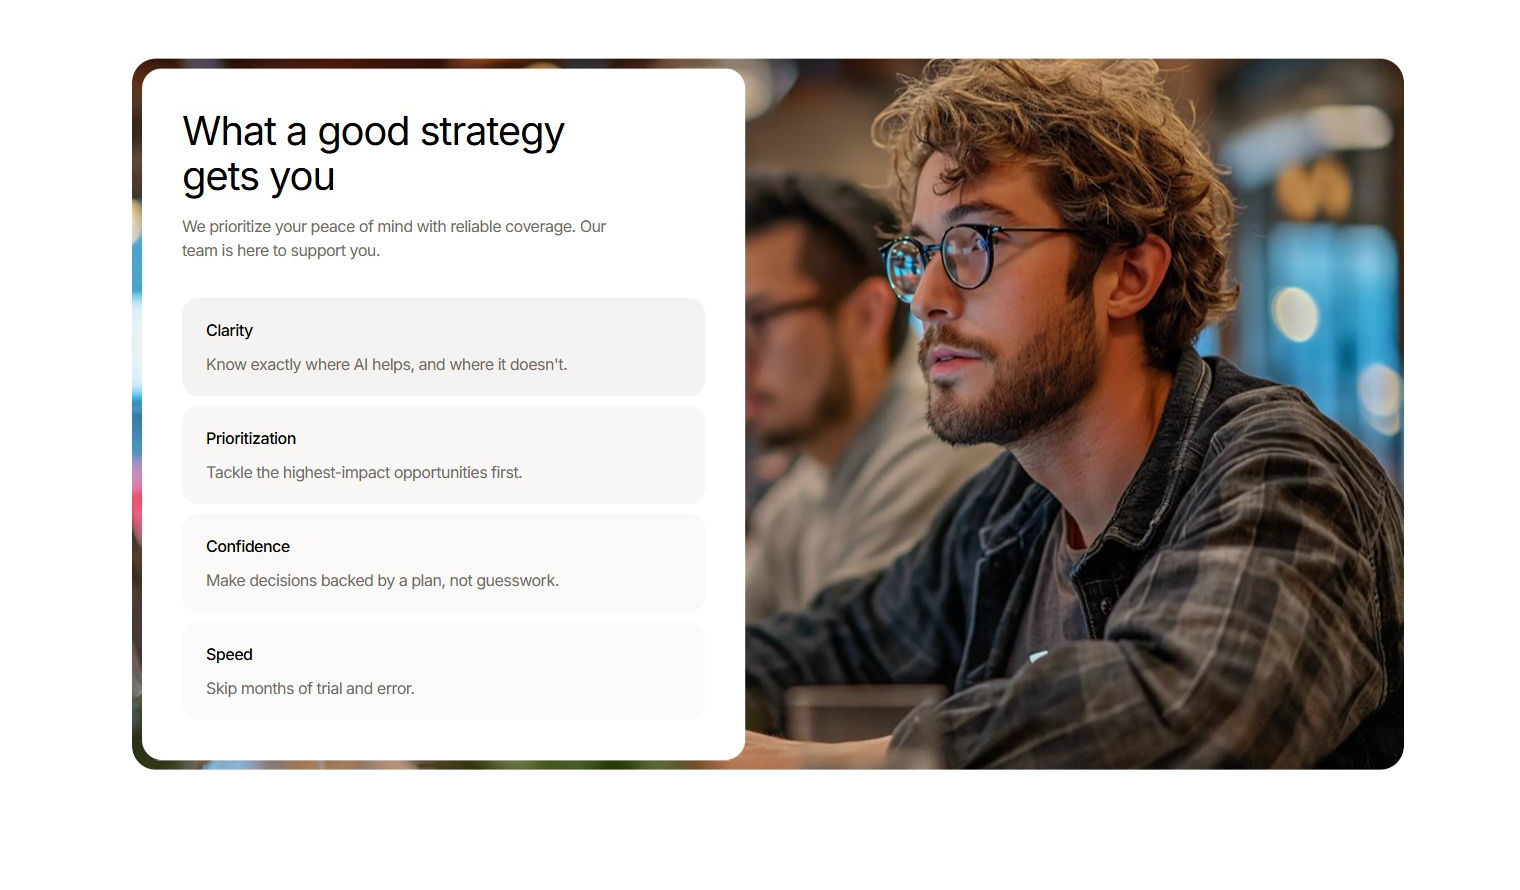 What a good strategy
gets you
We prioritize your peace of mind with reliable coverage. Our
team is here to support you.
Clarity
Know exactly where AI helps, and where it doesn't.
Prioritization
Tackle the highest-impact opportunities first.
Confidence
Make decisions backed by a plan, not guesswork.
Speed
Skip months of trial and error.